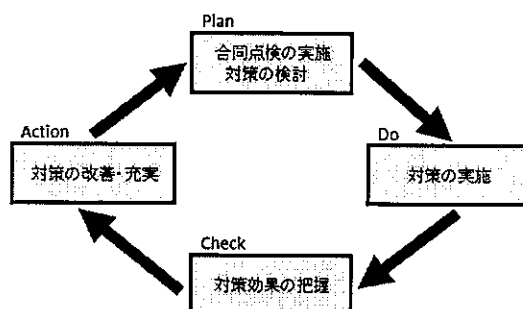 Plan
合同点検の実施
対策の検討
Action
対策の改善・充実
Do
対策の実施
Check
対策効果の把握